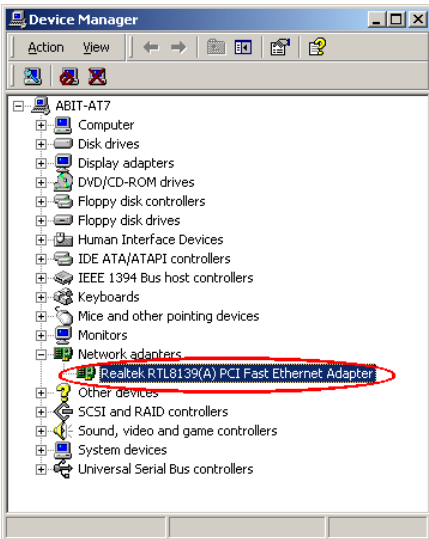 Device Manager
Action View
ABIT-AT7
Computer
Disk drives
Display adapters
DVD/CD-ROM drives
Floppy disk controllers
Floppy disk drives
Human Interface Devices
IDE ATA/ATAPI controllers
IEEE 1394 Bus host controllers
Keyboards
Mice and other pointing devices
Monitors
Network adapters
Realtek RTL8139(A) PCI Fast Ethernet Adapter
Other devices
SCSI and RAID controllers
Sound, video and game controllers
System devices
Universal Serial Bus controllers